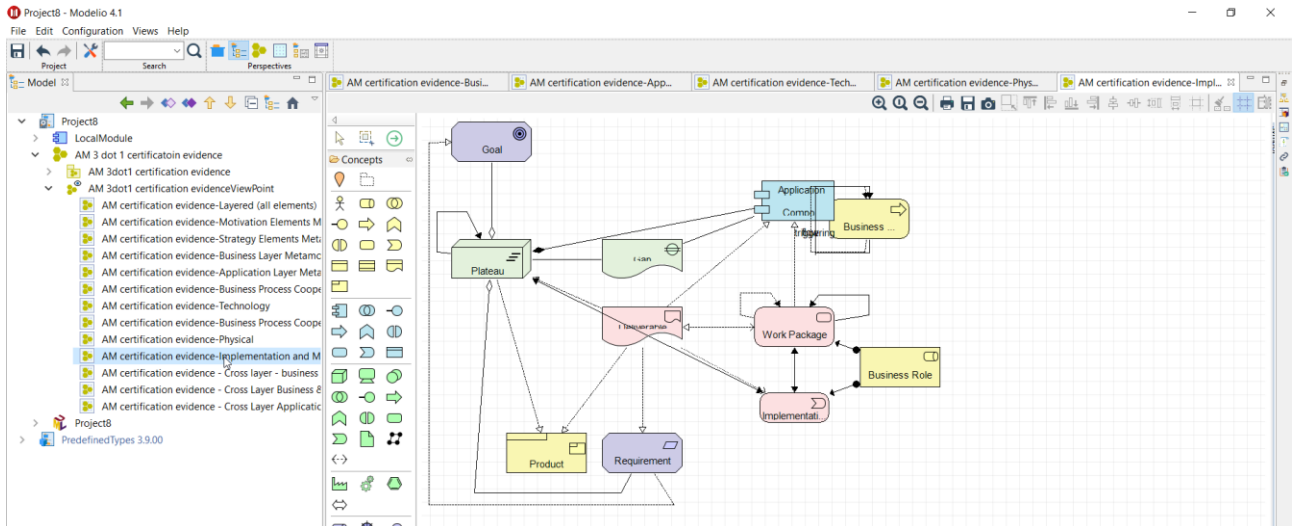 Project8 - Modelio 4.1
File Edit Configuration Views Help
Project Search Perspectives
Model
AM certification evidence-Busi... AM certification evidence-App... AM certification evidence-Tech... AM certification evidence-Phys... AM certification evidence-Impl...
Project8
LocalModule
AM 3 dot 1 certificatoin evidence
AM 3dot1 certification evidence
AM 3dot1 certification evidenceViewPoint
AM certification evidence-Layered (all elements)
AM certification evidence-Motivation Elements M
AM certification evidence-Strategy Elements Meta
AM certification evidence-Business Layer Metamc
AM certification evidence-Application Layer Meta
AM certification evidence-Business Process Coope
AM certification evidence-Technology
AM certification evidence-Business Process Coope
AM certification evidence-Physical
AM certification evidence-Implementation and M
AM certification evidence - Cross layer - business
AM certification evidence - Cross Layer Business &
AM certification evidence - Cross Layer Applicatic
Project8
PredefinedTypes 3.9.00
Concepts
Goal
Application
Compo
Business ...
Plateau
Gap
Deliverable
Work Package
Business Role
Implementati...
Product
Requirement